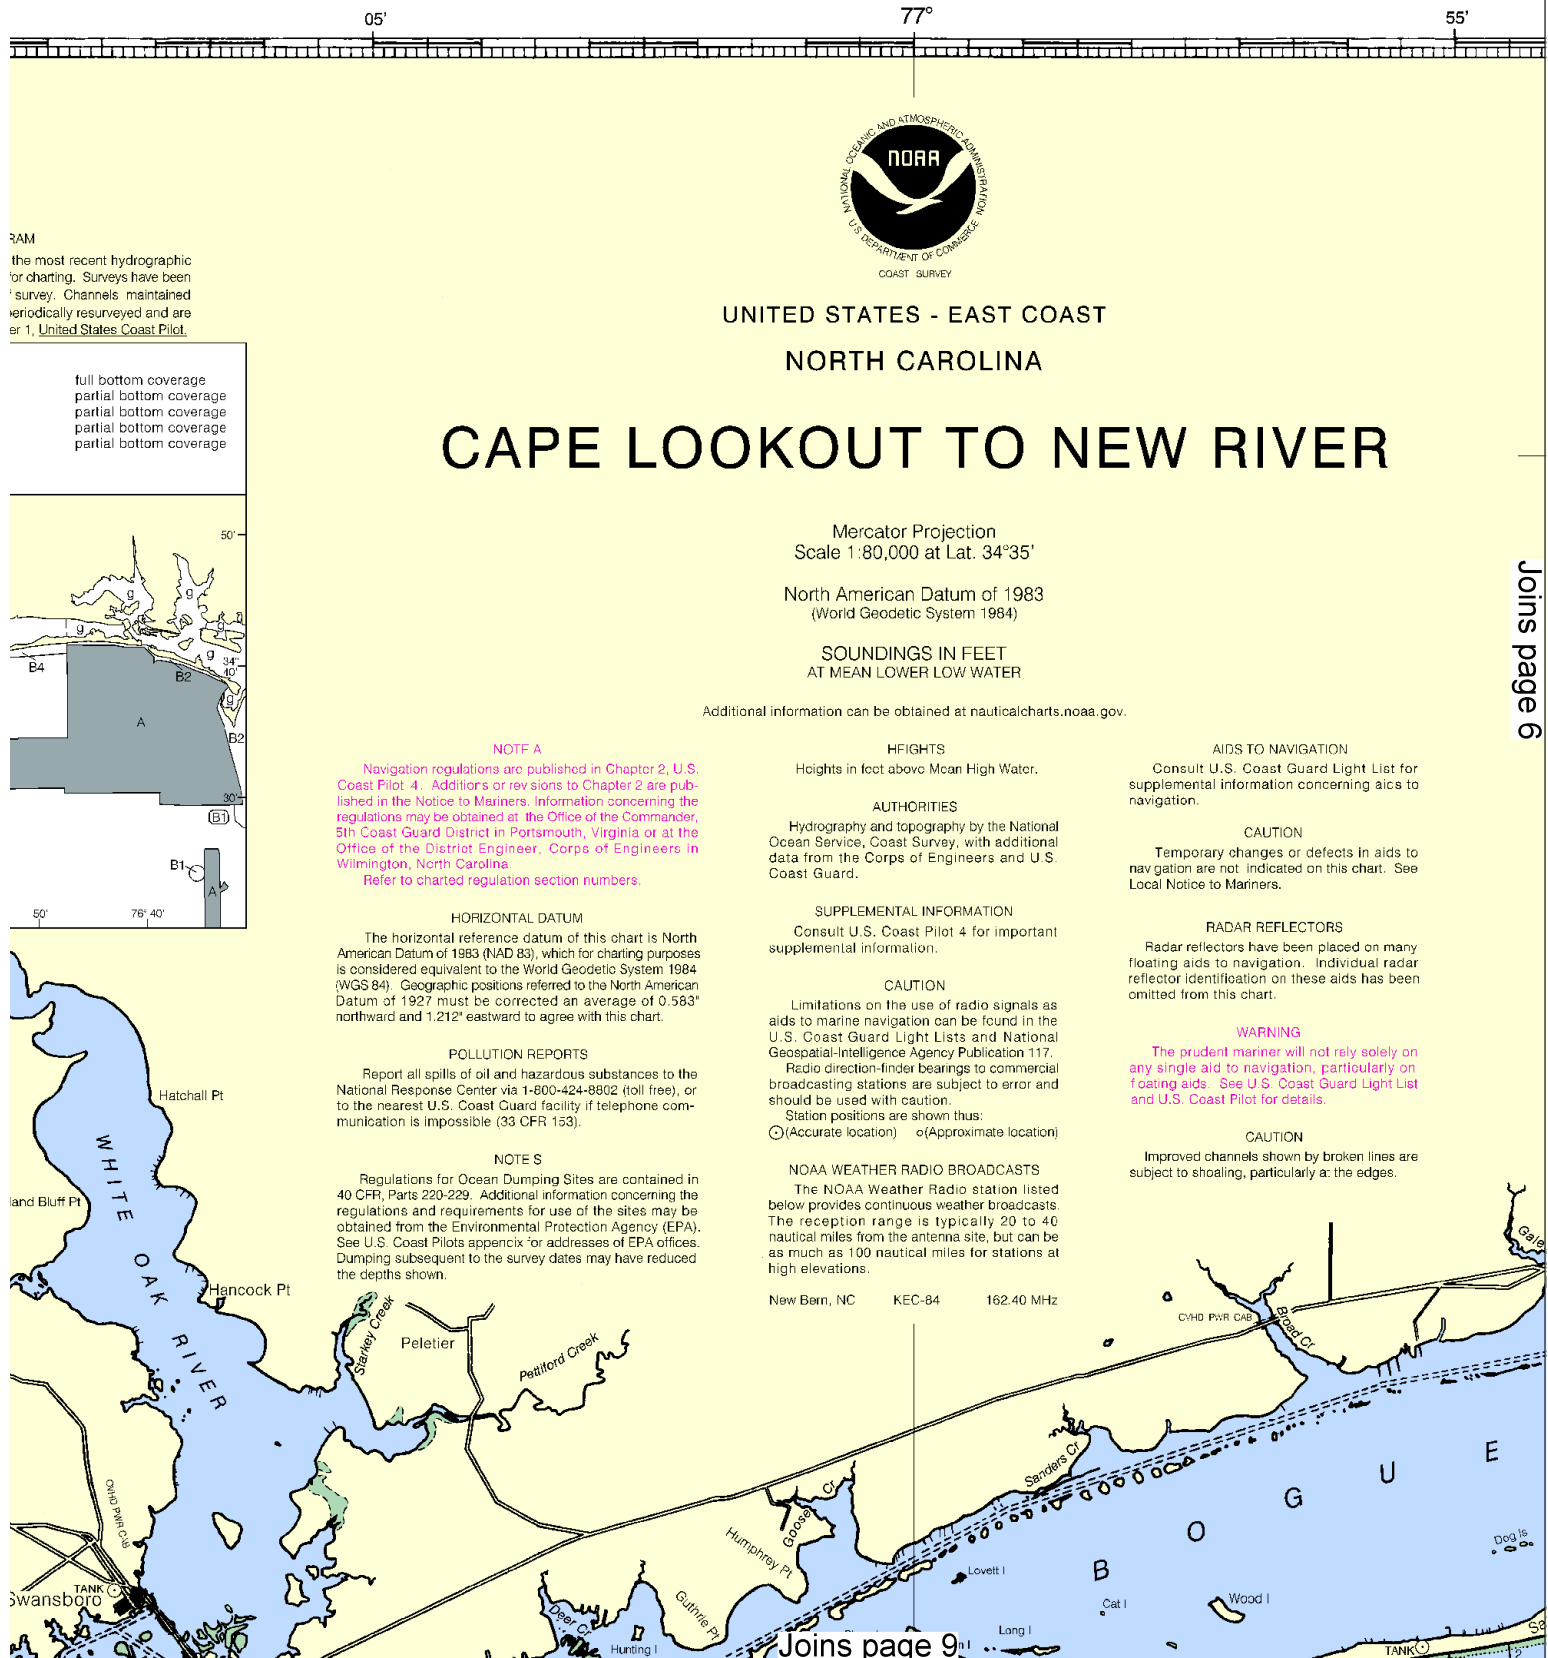 05'
77°
55'
NATIONAL OCEANIC AND ATMOSPHERIC ADMINISTRATION
NOAA
U.S. DEPARTMENT OF COMMERCE
COAST SURVEY
RAM
the most recent hydrographic
for charting. Surveys have been
survey. Channels maintained
periodically resurveyed and are
er 1, United States Coast Pilot.
full bottom coverage
partial bottom coverage
partial bottom coverage
partial bottom coverage
partial bottom coverage
UNITED STATES - EAST COAST
NORTH CAROLINA
CAPE LOOKOUT TO NEW RIVER
Mercator Projection
Scale 1:80,000 at Lat. 34°35'
North American Datum of 1983
(World Geodetic System 1984)
SOUNDINGS IN FEET
AT MEAN LOWER LOW WATER
Additional information can be obtained at nauticalcharts.noaa.gov.
Joins page 6
50'
g
g
g
g
g
g
34°
40'
B4
B2
A
B2
30'
B1
B1
A
50'
76° 40'
NOTE A
Navigation regulations are published in Chapter 2, U.S.
Coast Pilot 4. Additions or revisions to Chapter 2 are pub-
lished in the Notice to Mariners. Information concerning the
regulations may be obtained at the Office of the Commander,
5th Coast Guard District in Portsmouth, Virginia or at the
Office of the District Engineer, Corps of Engineers in
Wilmington, North Carolina.
Refer to charted regulation section numbers.
HORIZONTAL DATUM
The horizontal reference datum of this chart is North
American Datum of 1983 (NAD 83), which for charting purposes
is considered equivalent to the World Geodetic System 1984
(WGS 84). Geographic positions referred to the North American
Datum of 1927 must be corrected an average of 0.583"
northward and 1.212" eastward to agree with this chart.
POLLUTION REPORTS
Report all spills of oil and hazardous substances to the
National Response Center via 1-800-424-8802 (toll free), or
to the nearest U.S. Coast Guard facility if telephone com-
munication is impossible (33 CFR 153).
NOTE S
Regulations for Ocean Dumping Sites are contained in
40 CFR, Parts 220-229. Additional information concerning the
regulations and requirements for use of the sites may be
obtained from the Environmental Protection Agency (EPA).
See U.S. Coast Pilots appendix for addresses of EPA offices.
Dumping subsequent to the survey dates may have reduced
the depths shown.
HEIGHTS
Heights in feet above Mean High Water.
AUTHORITIES
Hydrography and topography by the National
Ocean Service, Coast Survey, with additional
data from the Corps of Engineers and U.S.
Coast Guard.
SUPPLEMENTAL INFORMATION
Consult U.S. Coast Pilot 4 for important
supplemental information.
CAUTION
Limitations on the use of radio signals as
aids to marine navigation can be found in the
U.S. Coast Guard Light Lists and National
Geospatial-Intelligence Agency Publication 117.
Radio direction-finder bearings to commercial
broadcasting stations are subject to error and
should be used with caution.
Station positions are shown thus:
(Accurate location) o(Approximate location)
NOAA WEATHER RADIO BROADCASTS
The NOAA Weather Radio station listed
below provides continuous weather broadcasts.
The reception range is typically 20 to 40
nautical miles from the antenna site, but can be
as much as 100 nautical miles for stations at
high elevations.
New Bern, NC KEC-84 162.40 MHz
AIDS TO NAVIGATION
Consult U.S. Coast Guard Light List for
supplemental information concerning aids to
navigation.
CAUTION
Temporary changes or defects in aids to
navigation are not indicated on this chart. See
Local Notice to Mariners.
RADAR REFLECTORS
Radar reflectors have been placed on many
floating aids to navigation. Individual radar
reflector identification on these aids has been
omitted from this chart.
WARNING
The prudent mariner will not rely solely on
any single aid to navigation, particularly on
floating aids. See U.S. Coast Guard Light List
and U.S. Coast Pilot for details.
CAUTION
Improved channels shown by broken lines are
subject to shoaling, particularly at the edges.
Hatchall Pt
WHITE OAK RIVER
land Bluff Pt
Hancock Pt
Starkey Creek
Peletier
Pettiford Creek
OVHD PWR CAB
Broad Cr
Gale
Sanders Cr
Goose Cr
Humphrey Pt
Guthrie Pt
Deer Cr
Hunting I
OVHD PWR CAB
TANK
Swansboro
BOGUE
Dog Is
Lovett I
Cat I
Wood I
Long I
n I
TANK
Sa
2
Joins page 9